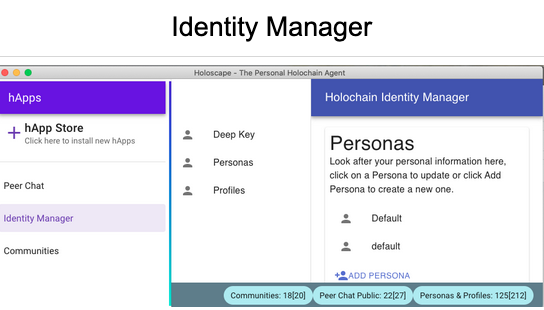 Identity Manager
Holoscape - The Personal Holochain Agent
hApps
hApp Store
Click here to install new hApps
Peer Chat
Identity Manager
Communities
Deep Key
Personas
Profiles
Holochain Identity Manager
Personas
Look after your personal information here,
click on a Persona to update or click Add
Persona to create a new one.
Default
default
ADD PERSONA
Communities: 18[20]
Peer Chat Public: 22[27]
Personas & Profiles: 125[212]